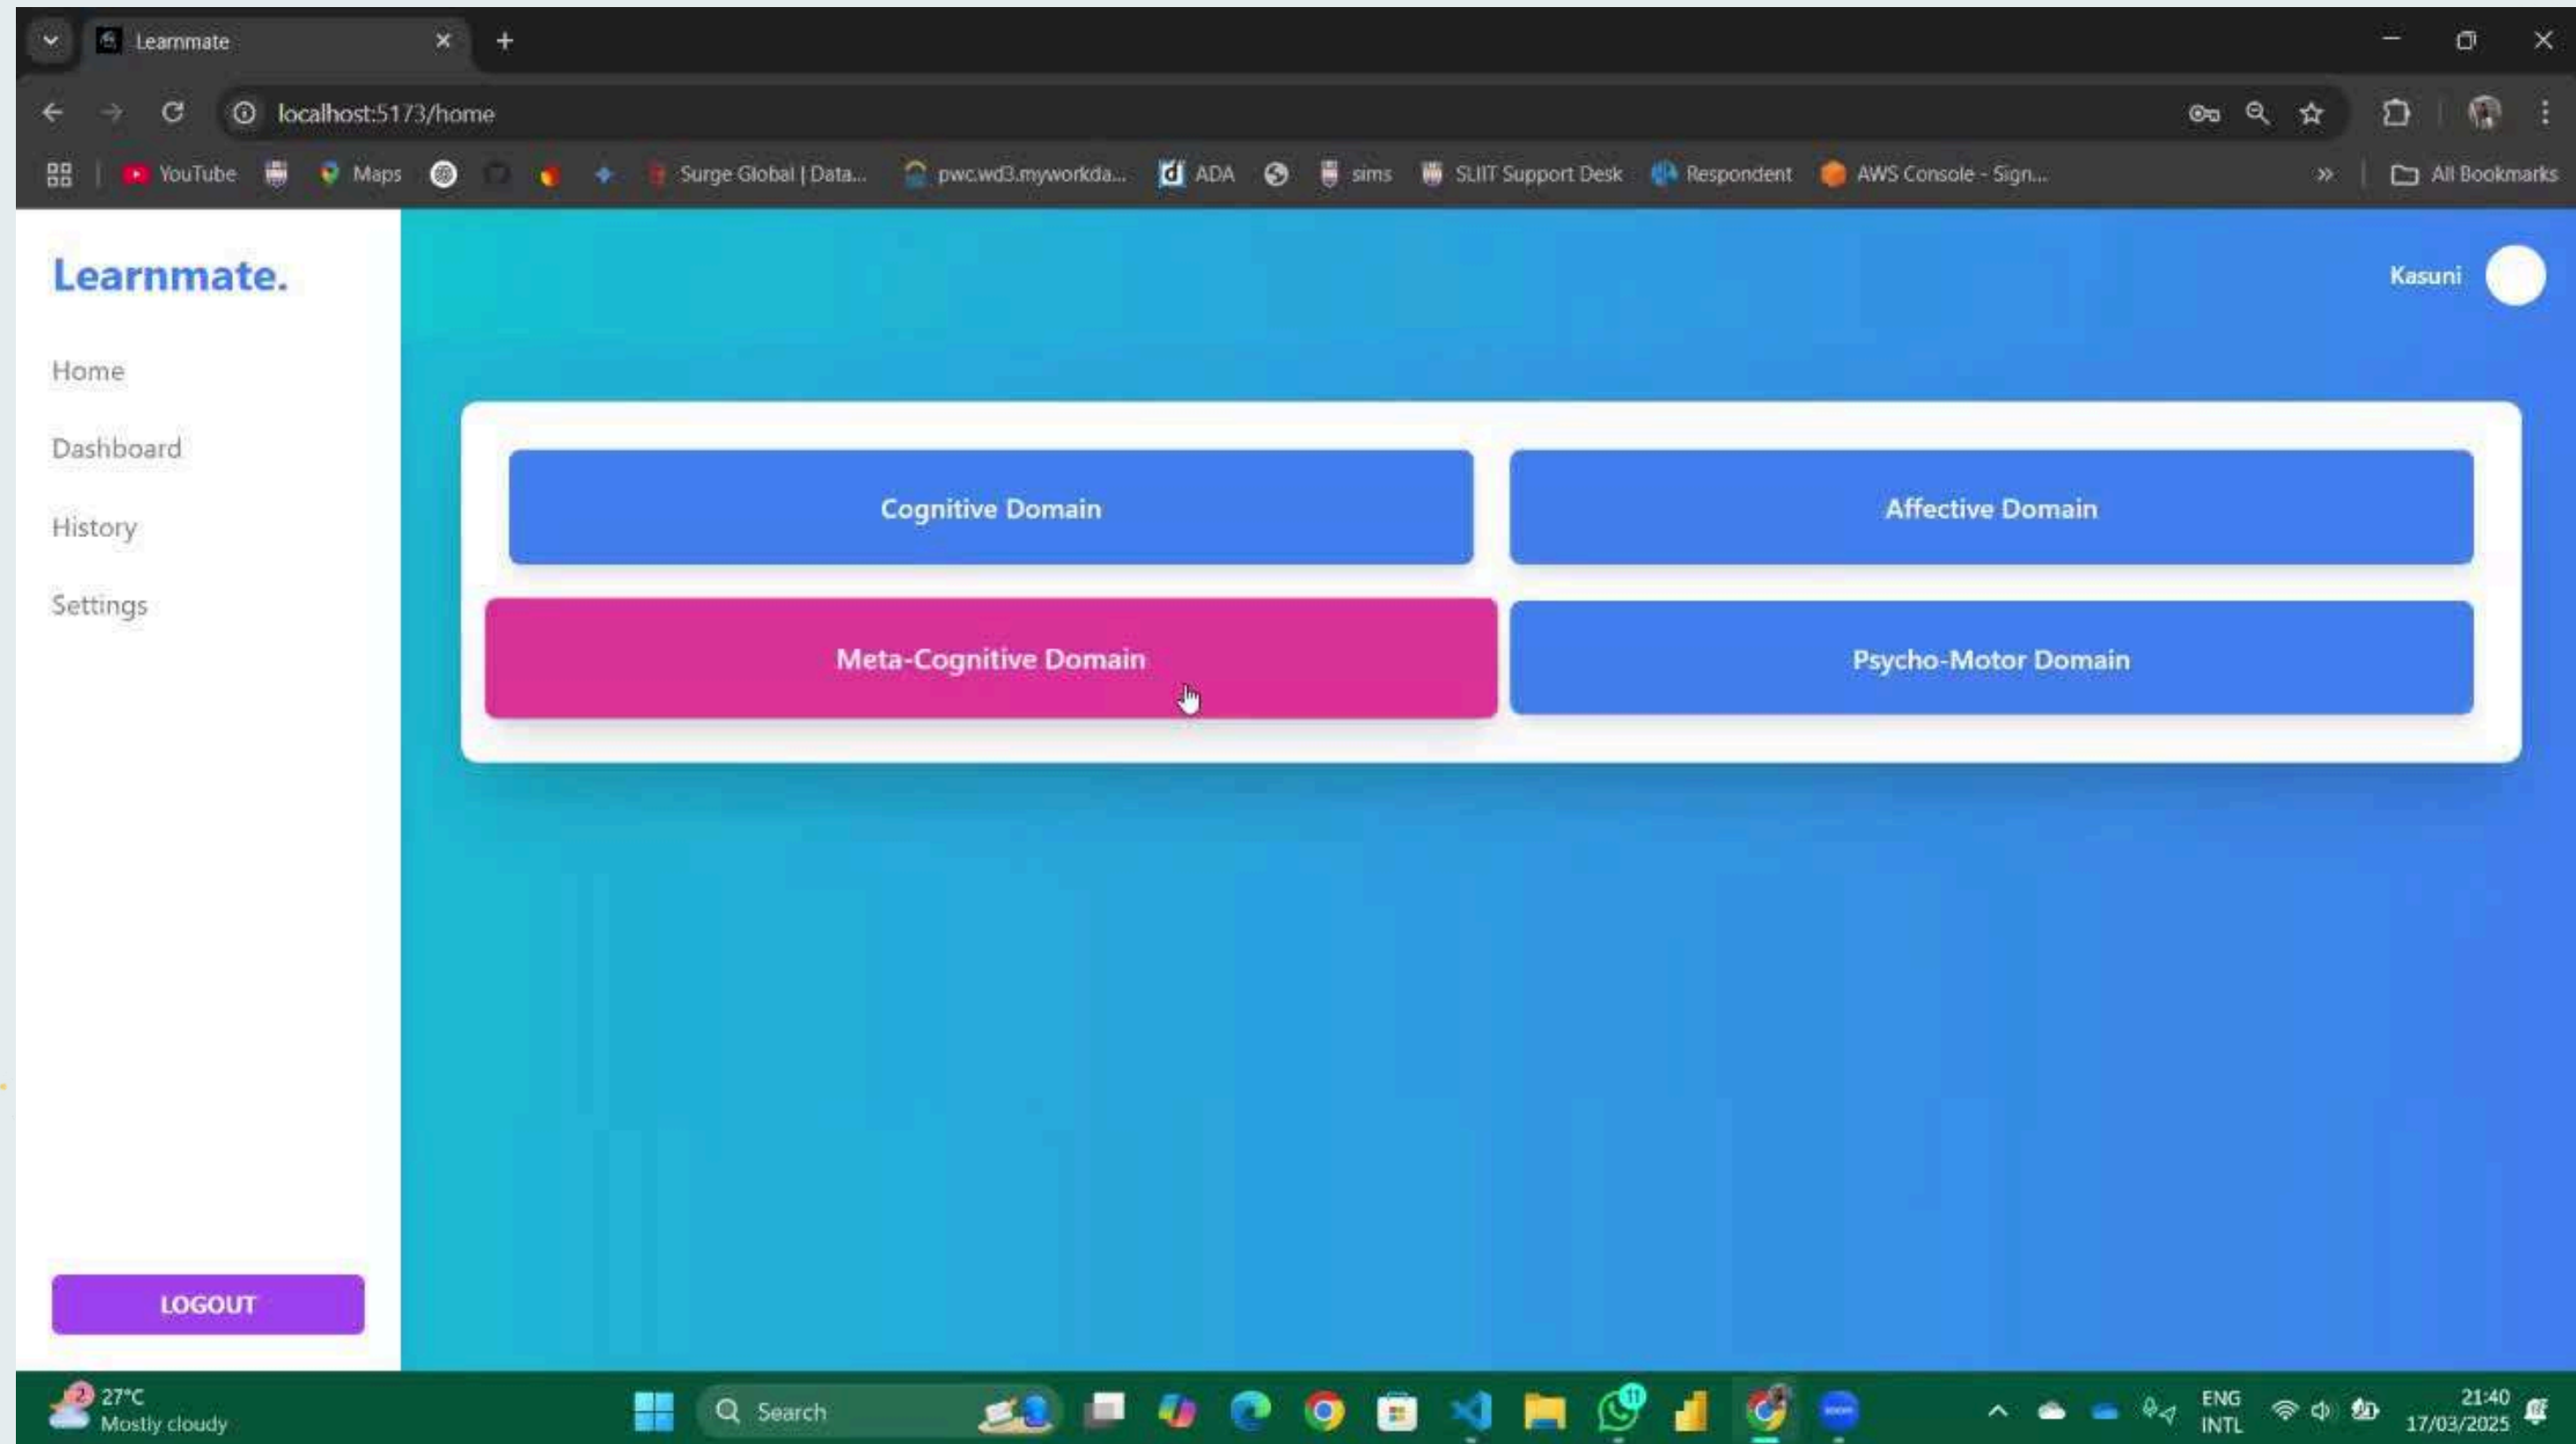 Learnmate
localhost:5173/home
YouTube Maps Surge Global | Data... pwc.wd3.myworkda... ADA sims SLIIT Support Desk Respondent AWS Console - Sign... » All Bookmarks
Learnmate.
Kasuni
Home
Dashboard
History
Settings
Cognitive Domain
Affective Domain
Meta-Cognitive Domain
Psycho-Motor Domain
LOGOUT
2
27°C
Mostly cloudy
Search
11
ENG
INTL
21:40
17/03/2025